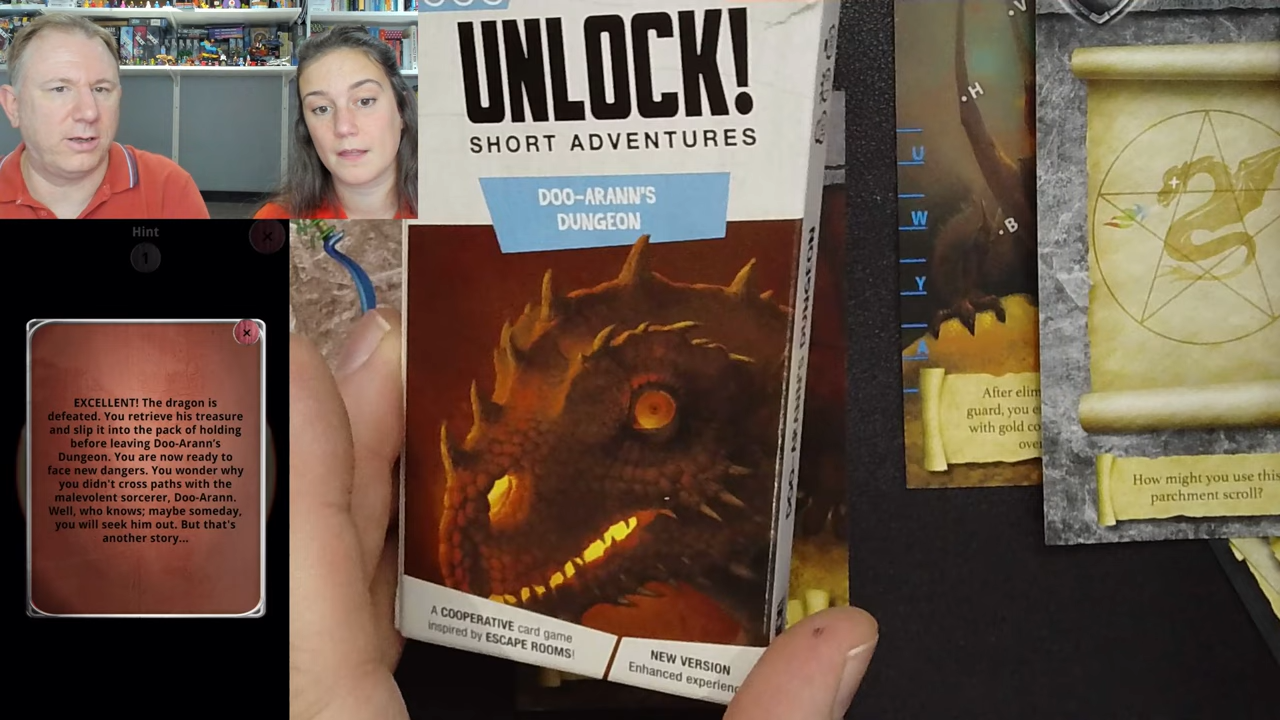 Hint
1
EXCELLENT! The dragon is
defeated. You retrieve his treasure
and slip it into the pack of holding
before leaving Doo-Arann's
Dungeon. You are now ready to
face new dangers. You wonder why
you didn't cross paths with the
malevolent sorcerer, Doo-Arann.
Well, who knows; maybe someday,
you will seek him out. But that's
another story...
UNLOCK!
SHORT ADVENTURES
DOO-ARANN'S
DUNGEON
A COOPERATIVE card game
inspired by ESCAPE ROOMS!
NEW VERSION
Enhanced
DOO-ARANN'S DUNGEON
V
H
B
U
W
Y
A
After
guard, you
with gold
How might you use this
parchment scroll?